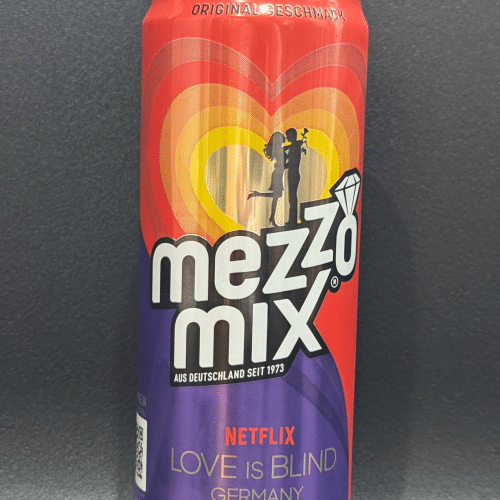 ORIGINAL GESCHMACK
mezzo
mix®
AUS DEUTSCHLAND SEIT 1973
NETFLIX
LOVE IS BLIND
GERMANY